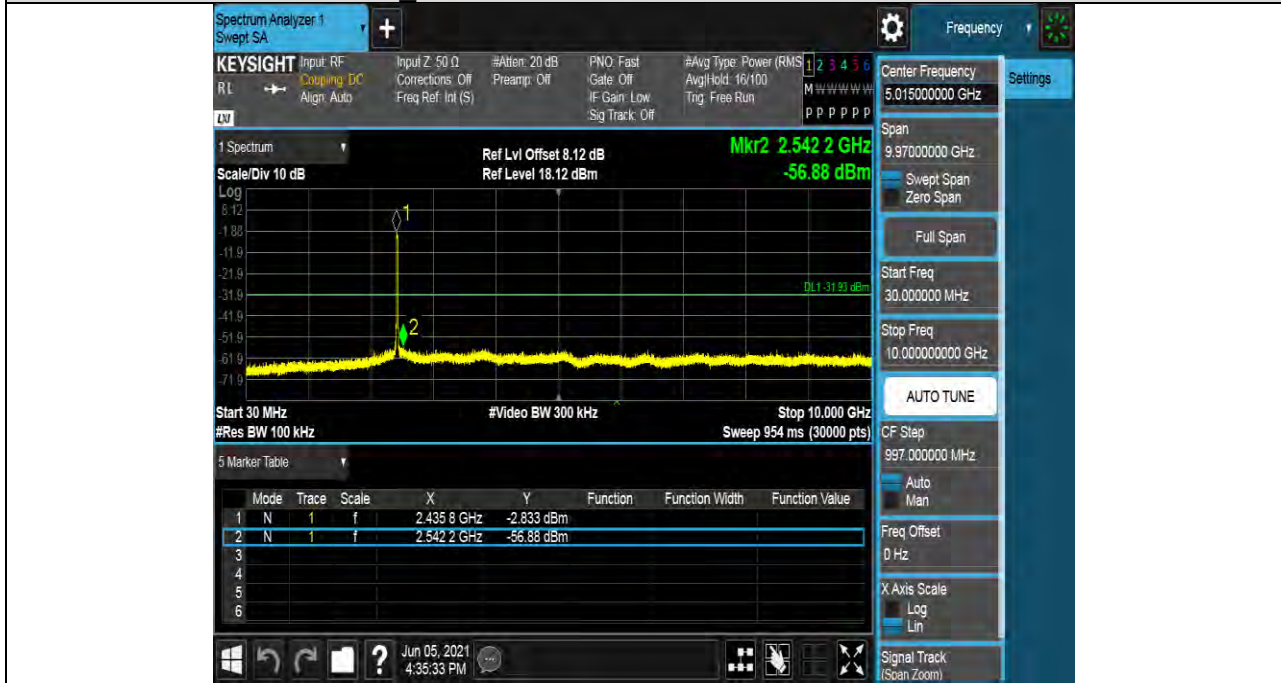 Spectrum Analyzer 1
Swept SA
+
Frequency
KEYSIGHT
Input: RF
Coupling: DC
Align: Auto
Input Z: 50 Ω
Corrections: Off
Freq Ref: Int (S)
#Atten: 20 dB
Preamp: Off
PNO: Fast
Gate: Off
IF Gain: Low
Sig Track: Off
#Avg Type: Power (RMS
Avg|Hold: 16/100
Trig: Free Run
1 2 3 4 5 6
M W W W W W
P P P P P P
RL
LXI
1 Spectrum
Scale/Div 10 dB
Ref Lvl Offset 8.12 dB
Ref Level 18.12 dBm
Mkr2 2.542 2 GHz
-56.88 dBm
Log
8.12
-1.88
-11.9
-21.9
-31.9
-41.9
-51.9
-61.9
-71.9
1
2
DL1 -31.93 dBm
Start 30 MHz
#Video BW 300 kHz
Stop 10.000 GHz
#Res BW 100 kHz
Sweep 954 ms (30000 pts)
5 Marker Table
Mode Trace Scale X Y Function Function Width Function Value
1 N 1 f 2.435 8 GHz -2.833 dBm
2 N 1 f 2.542 2 GHz -56.88 dBm
3
4
5
6
?
Jun 05, 2021
4:35:33 PM
Center Frequency
5.015000000 GHz
Settings
Span
9.97000000 GHz
Swept Span
Zero Span
Full Span
Start Freq
30.000000 MHz
Stop Freq
10.000000000 GHz
AUTO TUNE
CF Step
997.000000 MHz
Auto
Man
Freq Offset
0 Hz
X Axis Scale
Log
Lin
Signal Track
(Span Zoom)